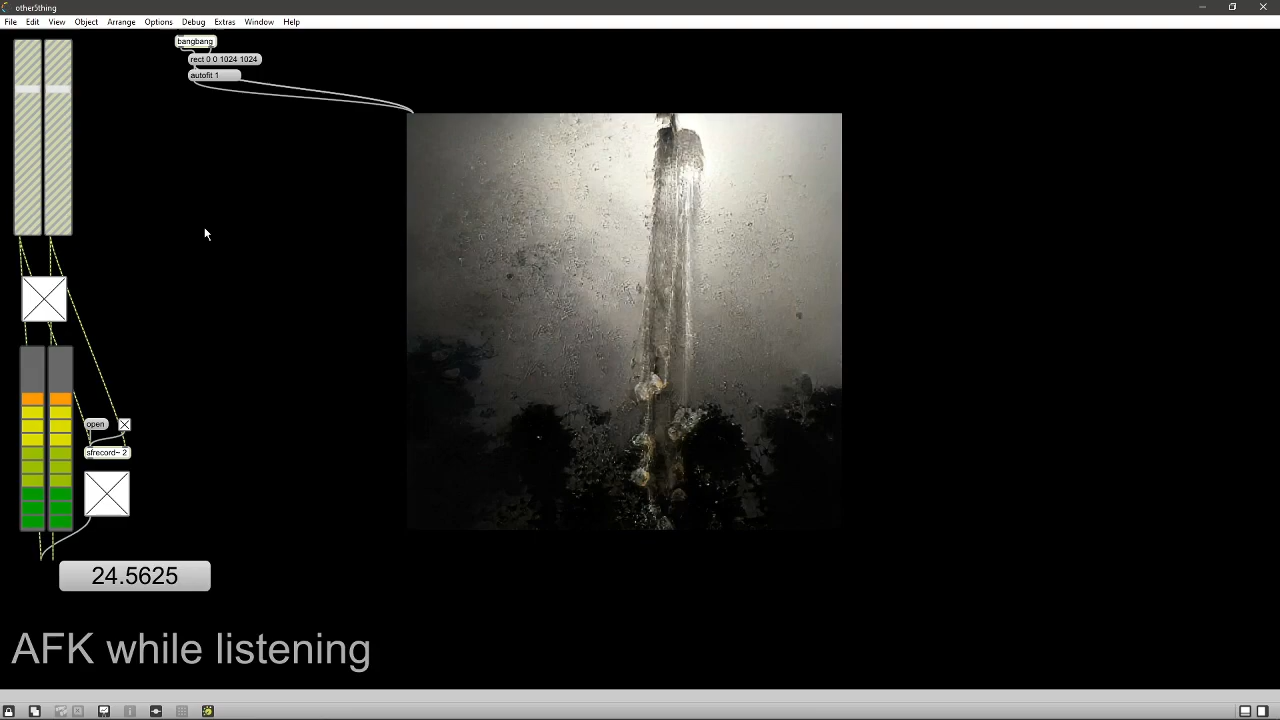 other5thing
File Edit View Object Arrange Options Debug Extras Window Help
bangbang
rect 0 0 1024 1024
autofit 1
open
sfrecord~ 2
24.5625
AFK while listening